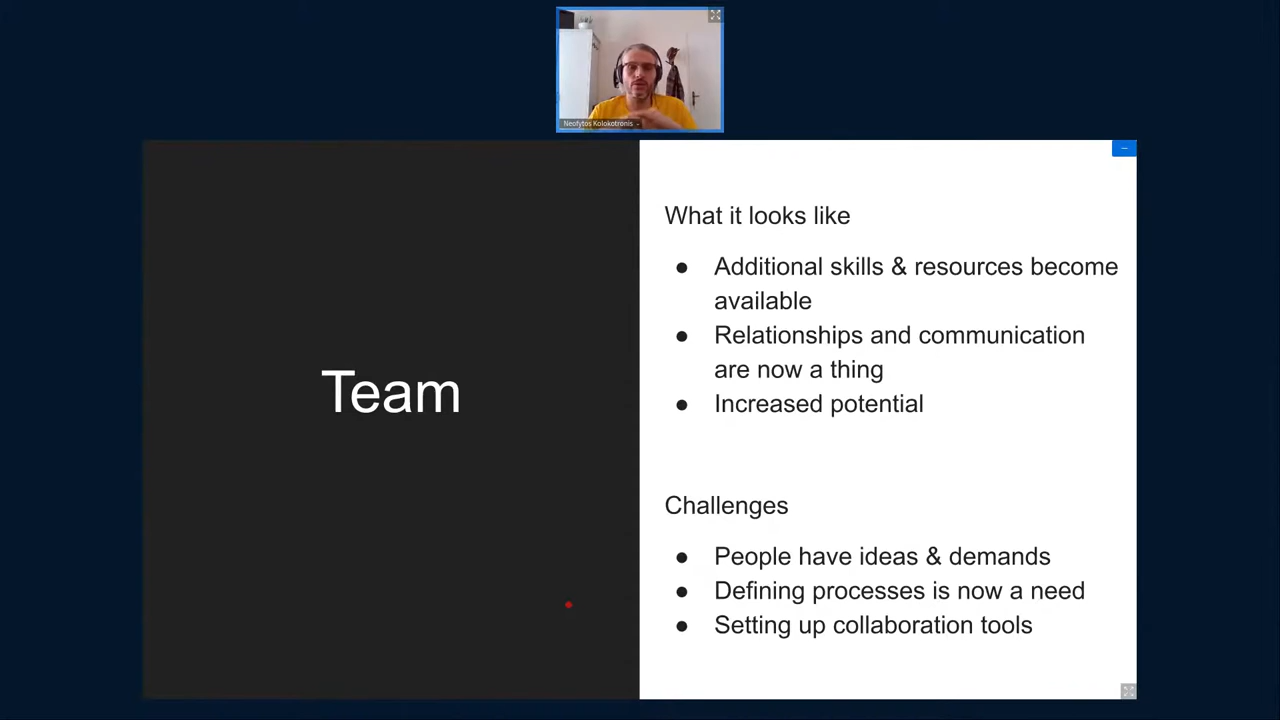 Neofytos Kolokotronis
Team
What it looks like
● Additional skills & resources become
available
● Relationships and communication
are now a thing
● Increased potential
Challenges
● People have ideas & demands
● Defining processes is now a need
● Setting up collaboration tools